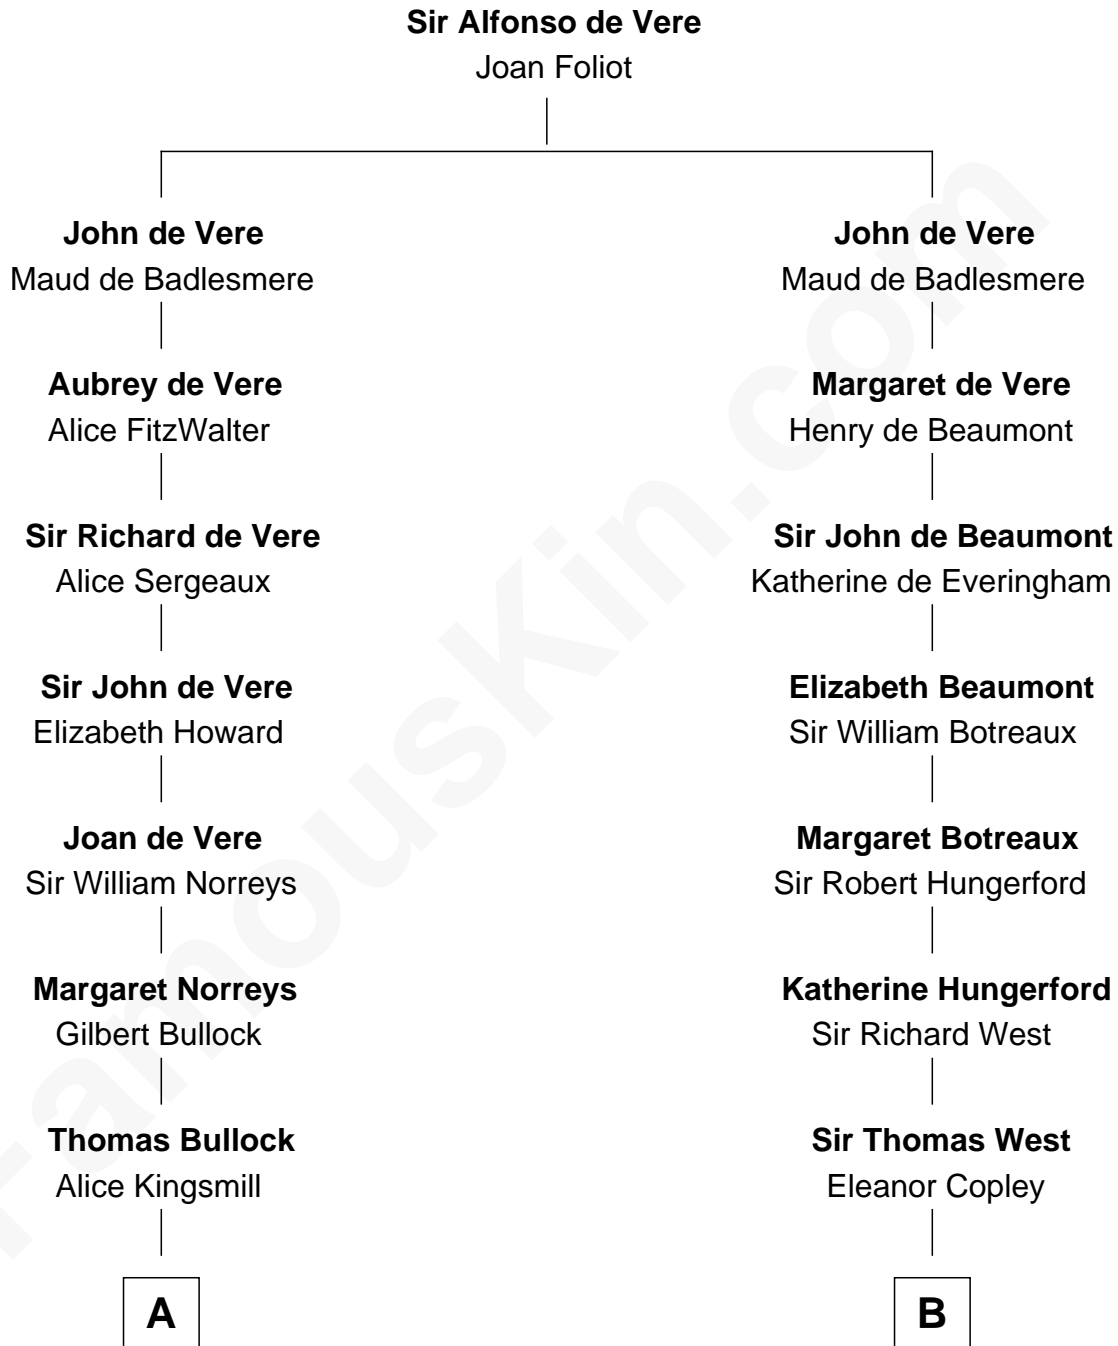 Sir Alfonso de Vere
Joan Foliot
John de Vere
Maud de Badlesmere
Aubrey de Vere
Alice FitzWalter
Sir Richard de Vere
Alice Sergeaux
Sir John de Vere
Elizabeth Howard
Joan de Vere
Sir William Norreys
Margaret Norreys
Gilbert Bullock
Thomas Bullock
Alice Kingsmill
A
John de Vere
Maud de Badlesmere
Margaret de Vere
Henry de Beaumont
Sir John de Beaumont
Katherine de Everingham
Elizabeth Beaumont
Sir William Botreaux
Margaret Botreaux
Sir Robert Hungerford
Katherine Hungerford
Sir Richard West
Sir Thomas West
Eleanor Copley
B
FamousKin.com